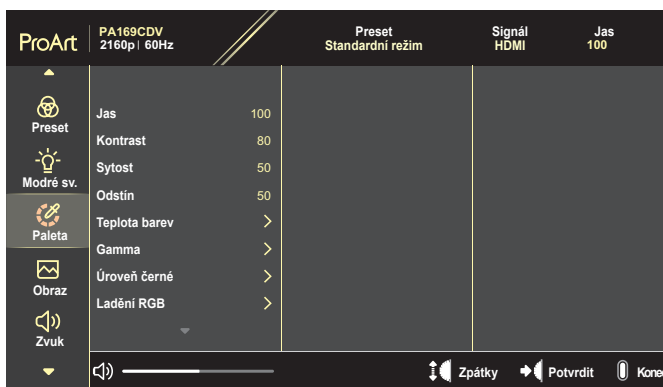 ProArt
PA169CDV
2160p | 60Hz
Preset
Standardní režim
Signál
HDMI
Jas
100
Preset
Modré sv.
Paleta
Obraz
Zvuk
Jas 100
Kontrast 80
Sytost 50
Odstín 50
Teplota barev
Gamma
Úroveň černé
Ladění RGB
Zpátky
Potvrdit